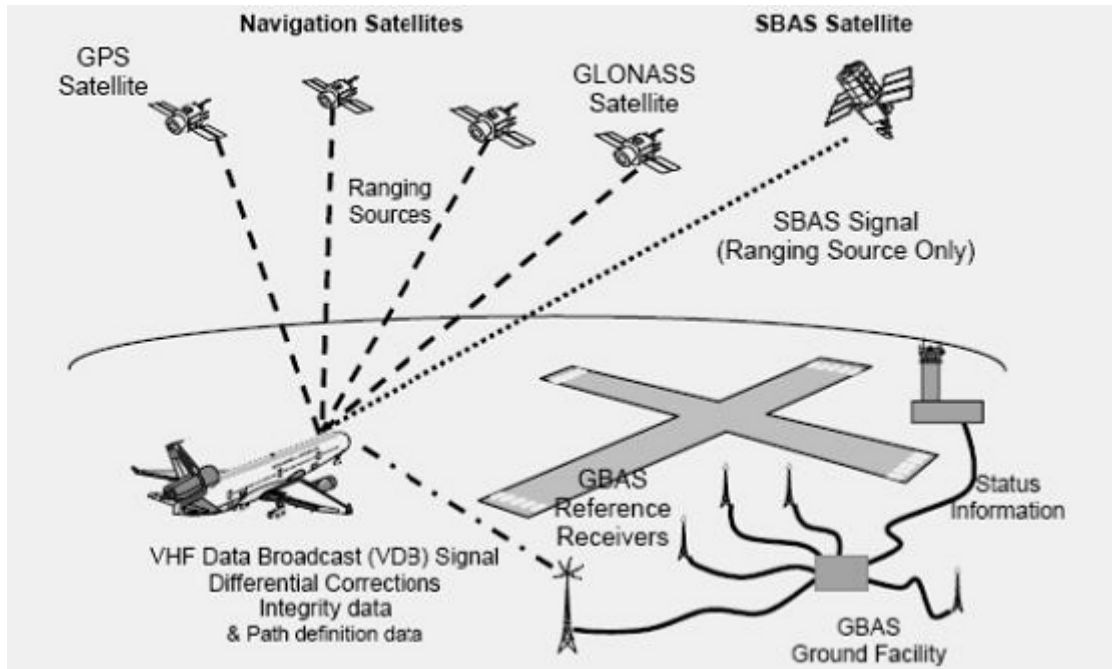 Navigation Satellites
SBAS Satellite
GPS
Satellite
GLONASS
Satellite
Ranging
Sources
SBAS Signal
(Ranging Source Only)
GBAS
Reference
Receivers
Status
Information
VHF Data Broadcast (VDB) Signal
Differential Corrections
Integrity data
& Path definition data
GBAS
Ground Facility